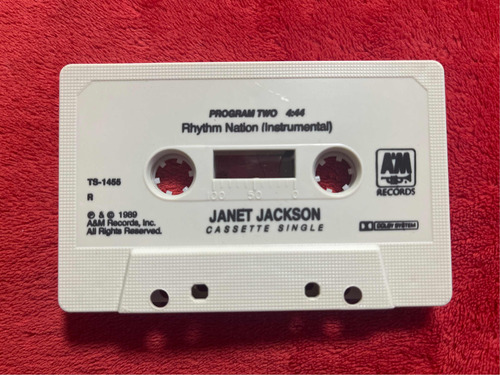 PROGRAM TWO 4:44
Rhythm Nation (Instrumental)
TS-1455
R
℗ & © 1989
A&M Records, Inc.
All Rights Reserved.
100 50 0
JANET JACKSON
CASSETTE SINGLE
A&M
RECORDS
DOLBY SYSTEM